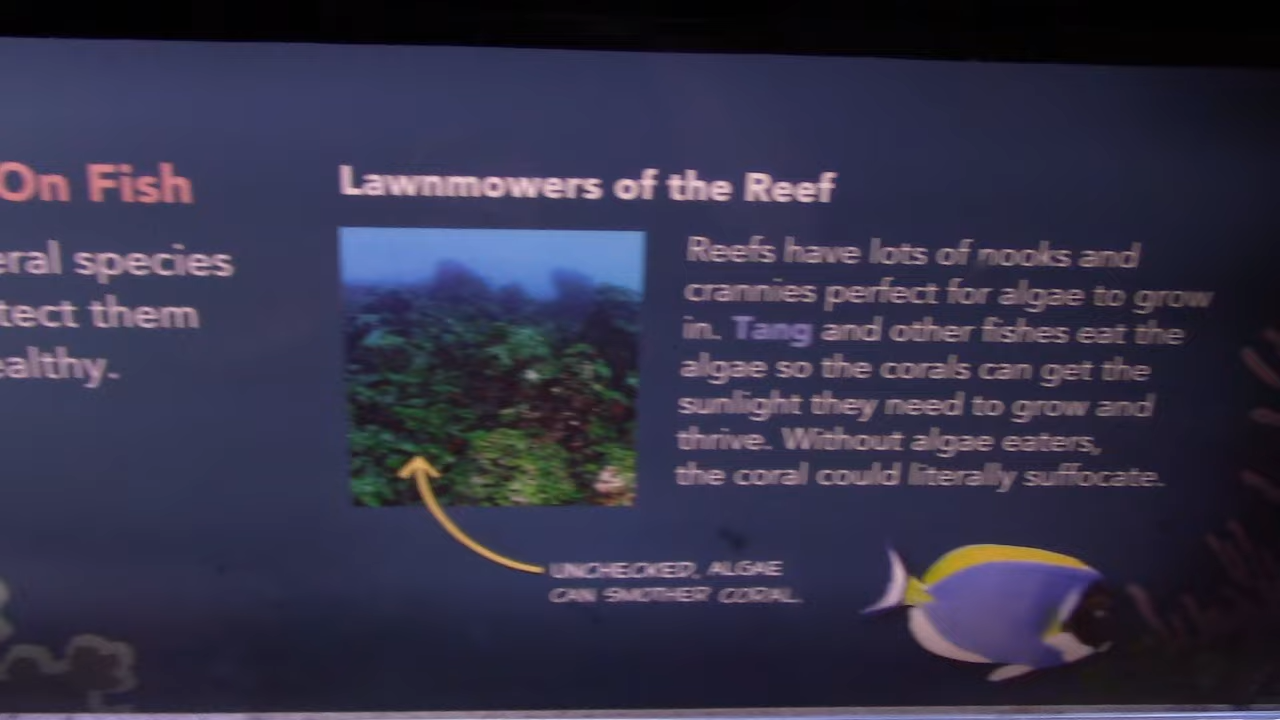 On Fish
eral species
tect them
ealthy.
Lawnmowers of the Reef
Reefs have lots of nooks and
crannies perfect for algae to grow
in. Tang and other fishes eat the
algae so the corals can get the
sunlight they need to grow and
thrive. Without algae eaters,
the coral could literally suffocate.
UNCHECKED, ALGAE
CAN SMOTHER CORAL.